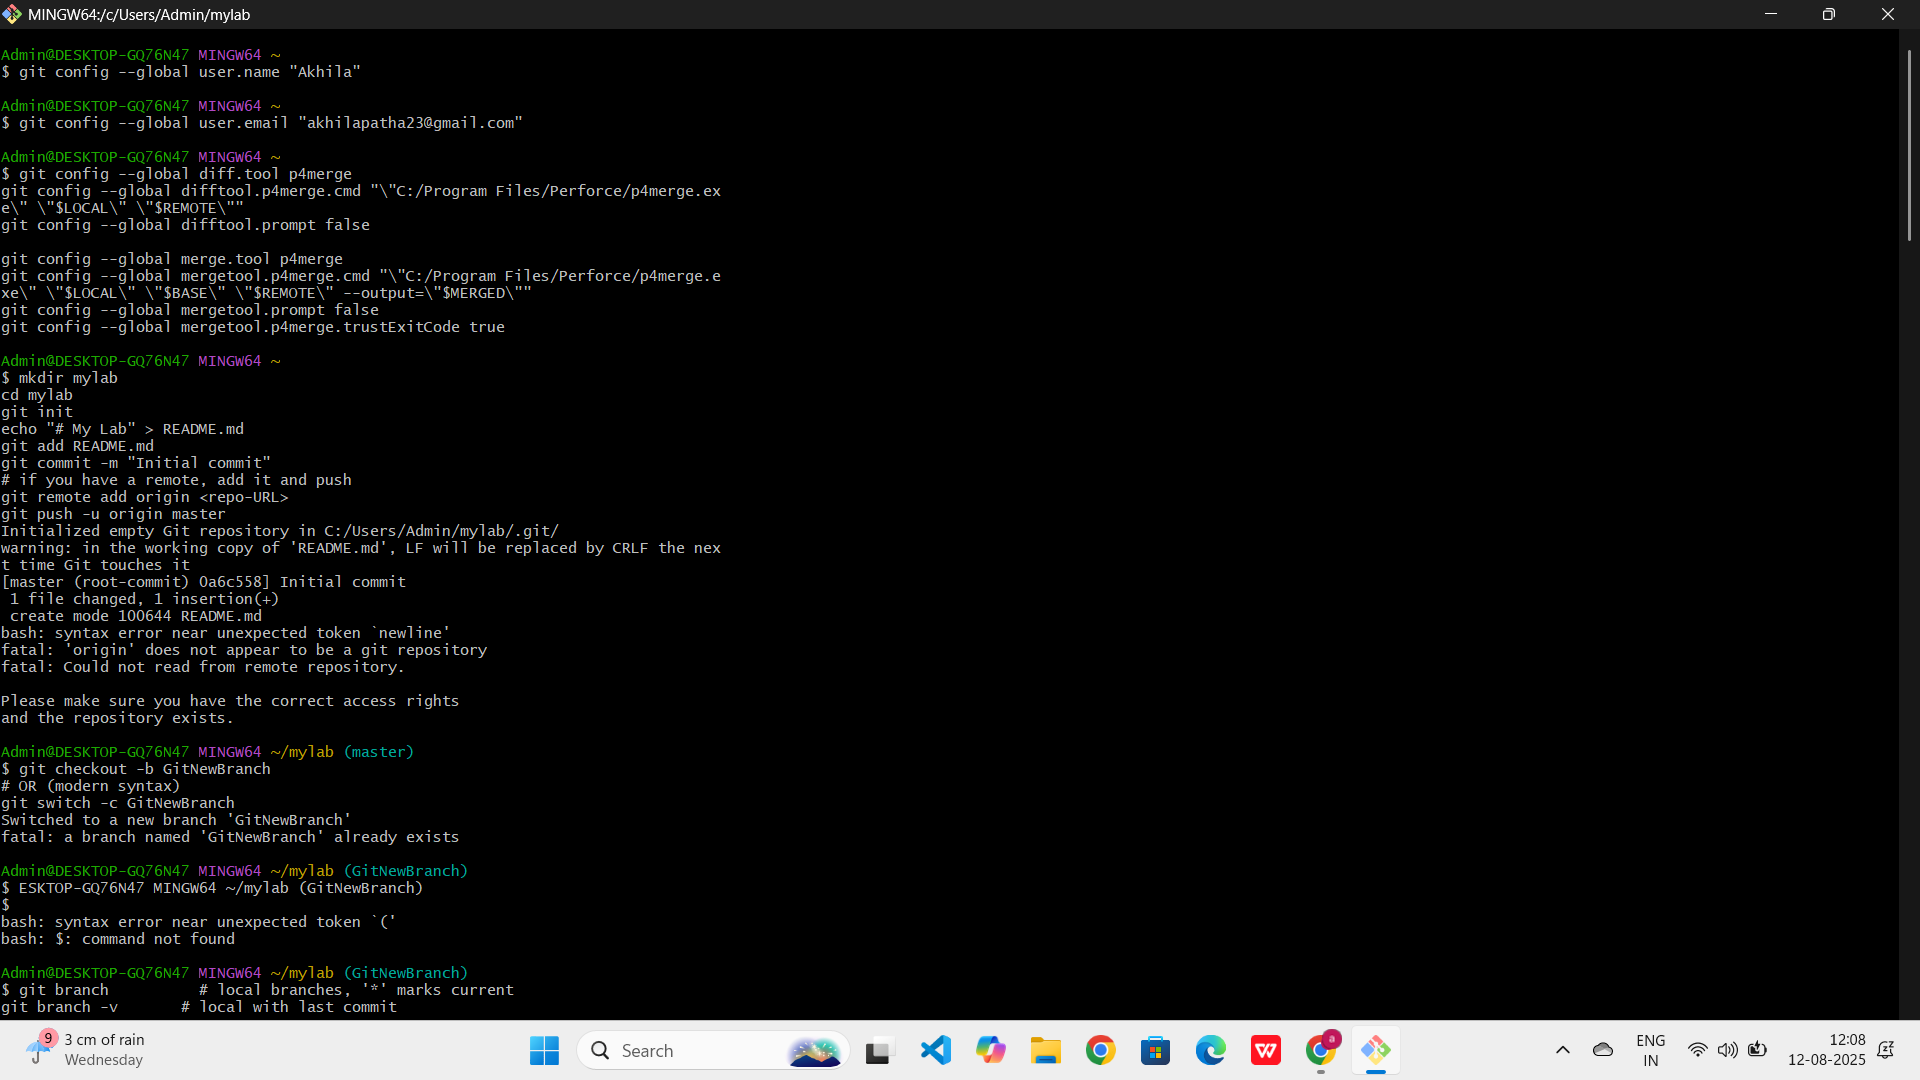 MINGW64:/c/Users/Admin/mylab
Admin@DESKTOP-GQ76N47 MINGW64 ~
$ git config --global user.name "Akhila"
Admin@DESKTOP-GQ76N47 MINGW64 ~
$ git config --global user.email "akhilapatha23@gmail.com"
Admin@DESKTOP-GQ76N47 MINGW64 ~
$ git config --global diff.tool p4merge
git config --global difftool.p4merge.cmd "\"C:/Program Files/Perforce/p4merge.ex
e\" \"$LOCAL\" \"$REMOTE\""
git config --global difftool.prompt false
git config --global merge.tool p4merge
git config --global mergetool.p4merge.cmd "\"C:/Program Files/Perforce/p4merge.e
xe\" \"$LOCAL\" \"$BASE\" \"$REMOTE\" --output=\"$MERGED\""
git config --global mergetool.prompt false
git config --global mergetool.p4merge.trustExitCode true
Admin@DESKTOP-GQ76N47 MINGW64 ~
$ mkdir mylab
cd mylab
git init
echo "# My Lab" > README.md
git add README.md
git commit -m "Initial commit"
# if you have a remote, add it and push
git remote add origin <repo-URL>
git push -u origin master
Initialized empty Git repository in C:/Users/Admin/mylab/.git/
warning: in the working copy of 'README.md', LF will be replaced by CRLF the nex
t time Git touches it
[master (root-commit) 0a6c558] Initial commit
 1 file changed, 1 insertion(+)
 create mode 100644 README.md
bash: syntax error near unexpected token `newline'
fatal: 'origin' does not appear to be a git repository
fatal: Could not read from remote repository.
Please make sure you have the correct access rights
and the repository exists.
Admin@DESKTOP-GQ76N47 MINGW64 ~/mylab (master)
$ git checkout -b GitNewBranch
# OR (modern syntax)
git switch -c GitNewBranch
Switched to a new branch 'GitNewBranch'
fatal: a branch named 'GitNewBranch' already exists
Admin@DESKTOP-GQ76N47 MINGW64 ~/mylab (GitNewBranch)
$ ESKTOP-GQ76N47 MINGW64 ~/mylab (GitNewBranch)
$
bash: syntax error near unexpected token `('
bash: $: command not found
Admin@DESKTOP-GQ76N47 MINGW64 ~/mylab (GitNewBranch)
$ git branch          # local branches, '*' marks current
git branch -v       # local with last commit
9
3 cm of rain
Wednesday
Search
a
W
ENG
IN
12:08
12-08-2025